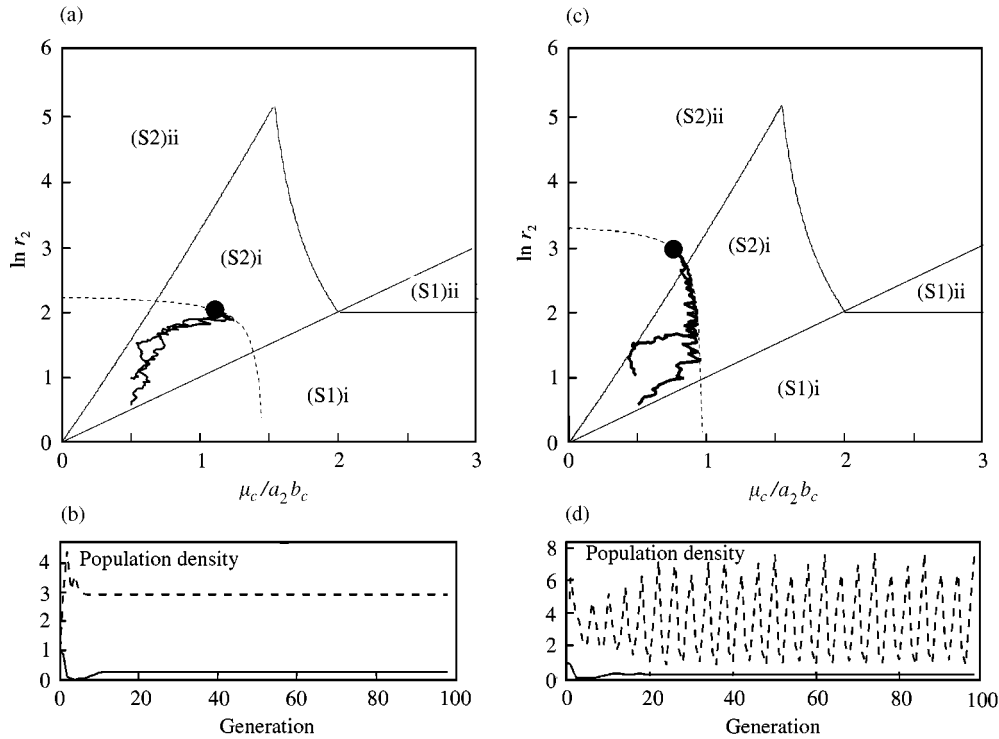 (a)
6
5
4
3
2
1
0
ln r₂
(S2)ii
(S2)i
(S1)ii
(S1)i
0 1 2 3
μc/a₂bc
(c)
6
5
4
3
2
1
0
ln r₂
(S2)ii
(S2)i
(S1)ii
(S1)i
0 1 2 3
μc/a₂bc
(b)
Population density
4
3
2
1
0
0 20 40 60 80 100
Generation
(d)
Population density
8
6
4
2
0
0 20 40 60 80 100
Generation